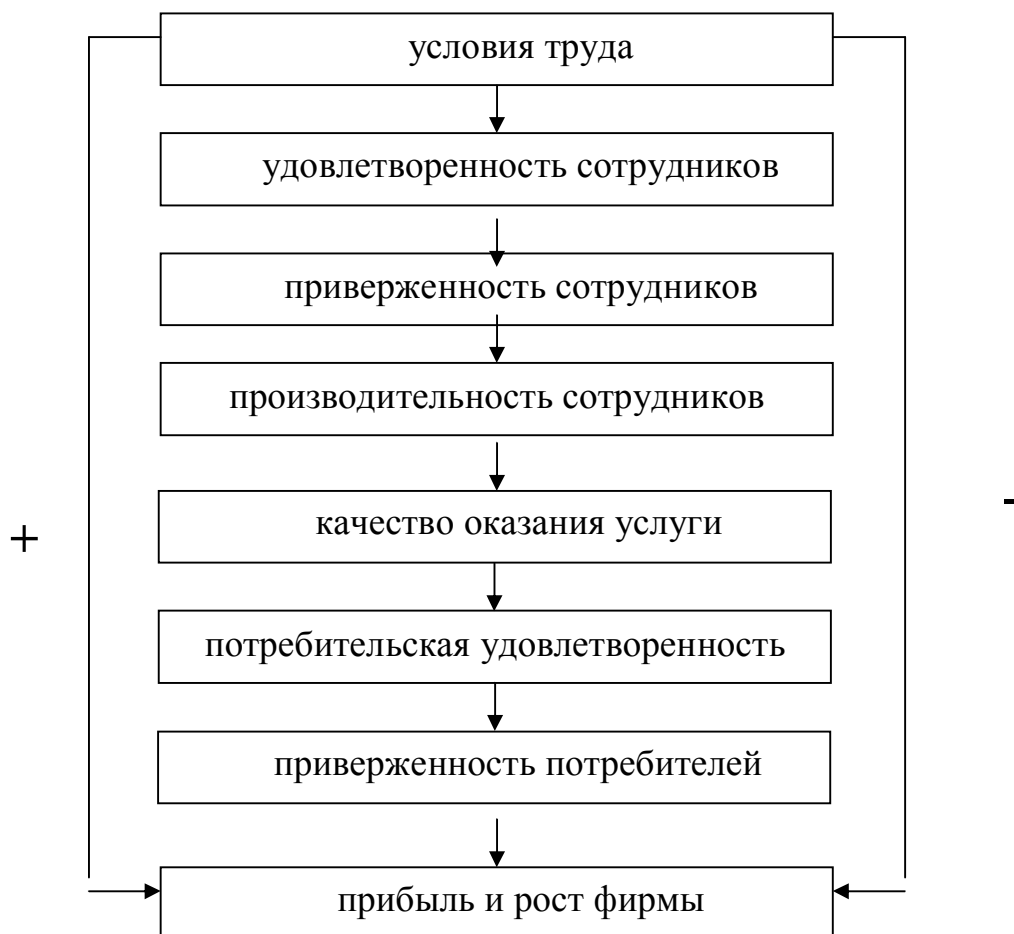 условия труда
удовлетворенность сотрудников
приверженность сотрудников
производительность сотрудников
качество оказания услуги
+
-
потребительская удовлетворенность
приверженность потребителей
прибыль и рост фирмы